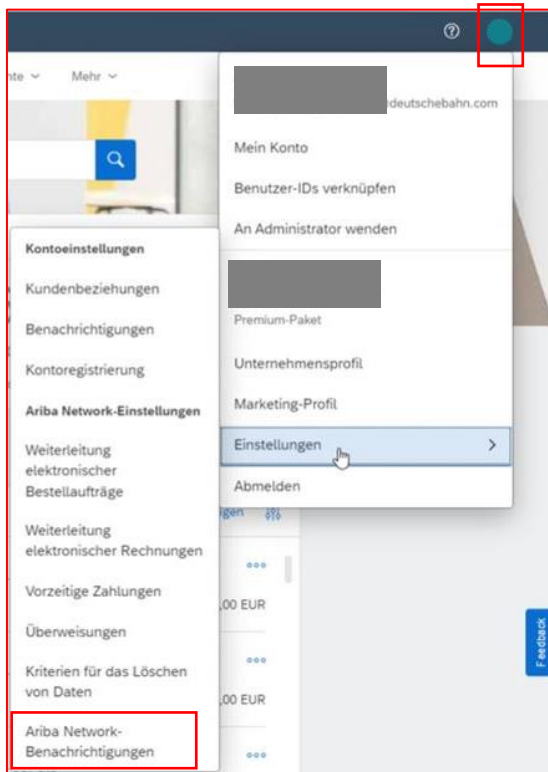 Mehr
deutschebahn.com
Mein Konto
Benutzer-IDs verknüpfen
An Administrator wenden
Premium-Paket
Unternehmensprofil
Marketing-Profil
Einstellungen
Abmelden
Kontoeinstellungen
Kundenbeziehungen
Benachrichtigungen
Kontoregistrierung
Ariba Network-Einstellungen
Weiterleitung
elektronischer
Bestellaufträge
Weiterleitung
elektronischer Rechnungen
Vorzeitige Zahlungen
Überweisungen
Kriterien für das Löschen
von Daten
Ariba Network-
Benachrichtigungen
,00 EUR
,00 EUR
Feedback